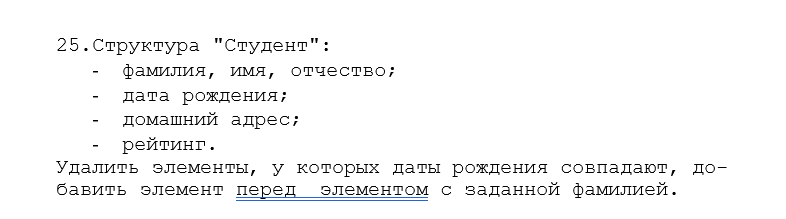 25.Структура "Студент":
- фамилия, имя, отчество;
- дата рождения;
- домашний адрес;
- рейтинг.
Удалить элементы, у которых даты рождения совпадают, до-
бавить элемент перед  элементом с заданной фамилией.